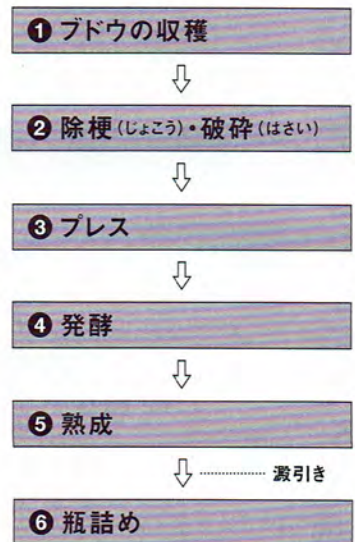 ❶ ブドウの収穫
❷ 除梗(じょこう)・破砕(はさい)
❸ プレス
❹ 発酵
❺ 熟成
澱引き
❻ 瓶詰め